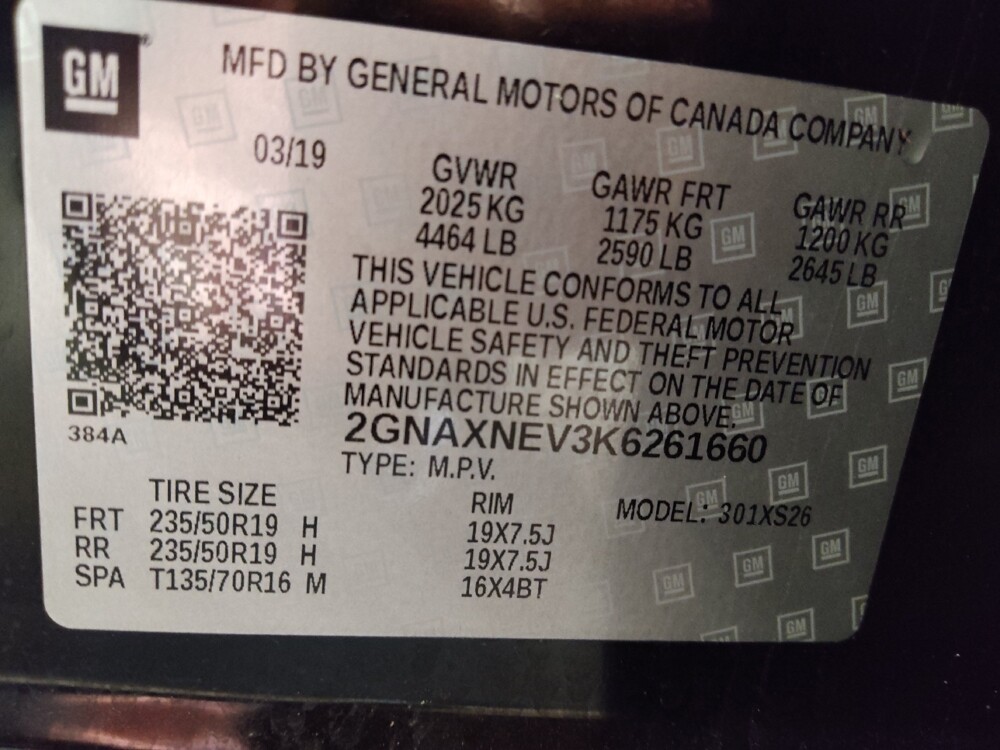 GM
MFD BY GENERAL MOTORS OF CANADA COMPANY
03/19
GVWR GAWR FRT GAWR RR
2025 KG 1175 KG 1200 KG
4464 LB 2590 LB 2645 LB
THIS VEHICLE CONFORMS TO ALL
APPLICABLE U.S. FEDERAL MOTOR
VEHICLE SAFETY AND THEFT PREVENTION
STANDARDS IN EFFECT ON THE DATE OF
MANUFACTURE SHOWN ABOVE.
384A
2GNAXNEV3K6261660
TYPE: M.P.V.
TIRE SIZE RIM MODEL: 301XS26
FRT 235/50R19 H 19X7.5J
RR 235/50R19 H 19X7.5J
SPA T135/70R16 M 16X4BT